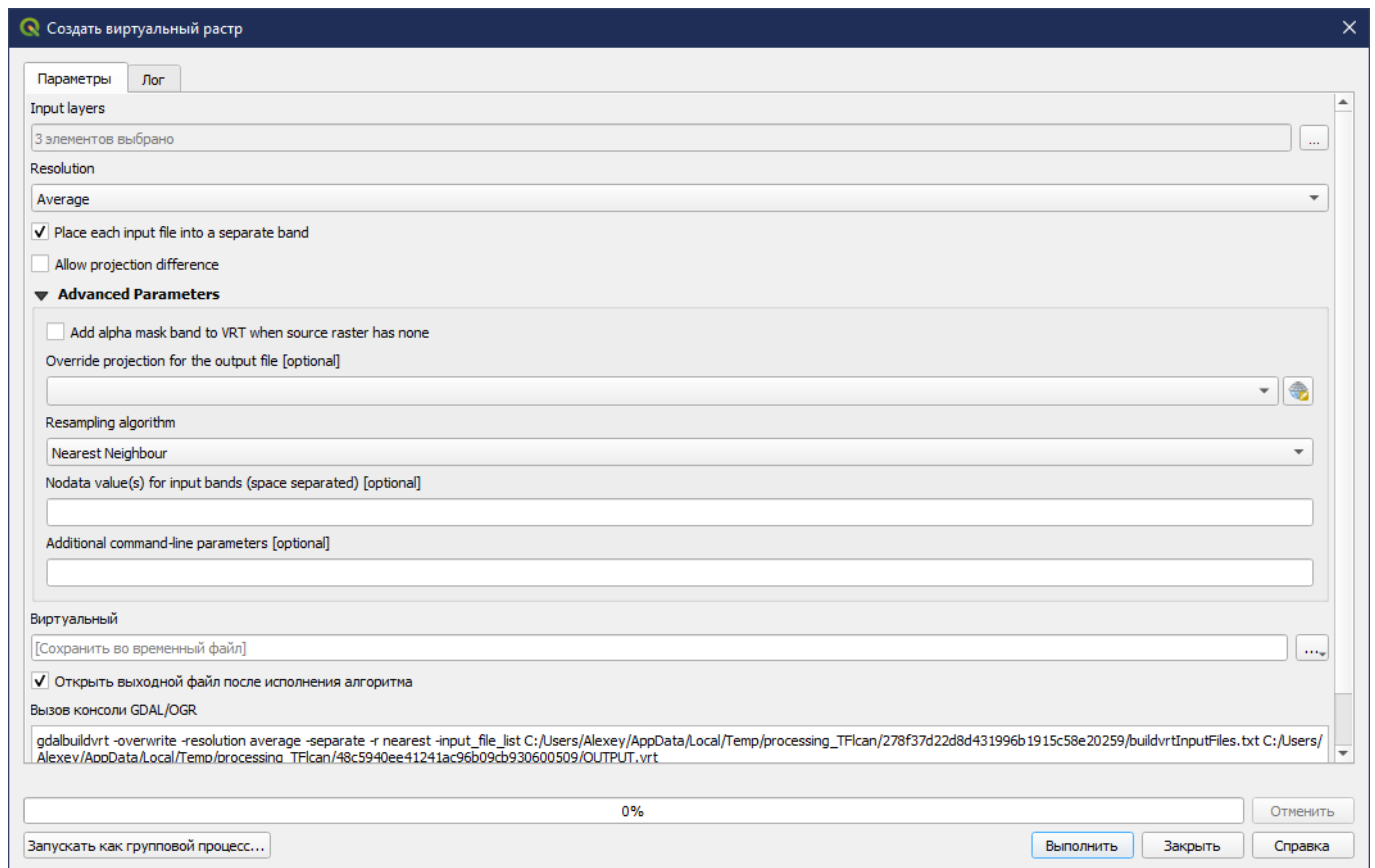 Создать виртуальный растр
Параметры
Лог
Input layers
3 элементов выбрано
...
Resolution
Average
Place each input file into a separate band
Allow projection difference
Advanced Parameters
Add alpha mask band to VRT when source raster has none
Override projection for the output file [optional]
Resampling algorithm
Nearest Neighbour
Nodata value(s) for input bands (space separated) [optional]
Additional command-line parameters [optional]
Виртуальный
[Сохранить во временный файл]
...
Открыть выходной файл после исполнения алгоритма
Вызов консоли GDAL/OGR
gdalbuildvrt -overwrite -resolution average -separate -r nearest -input_file_list C:/Users/Alexey/AppData/Local/Temp/processing_TFlcan/278f37d22d8d431996b1915c58e20259/buildvrtInputFiles.txt C:/Users/
Alexey/AppData/Local/Temp/processing_TFlcan/48c5940ee41241ac96b09cb930600509/OUTPUT.vrt
0%
Отменить
Запускать как групповой процесс...
Выполнить
Закрыть
Справка